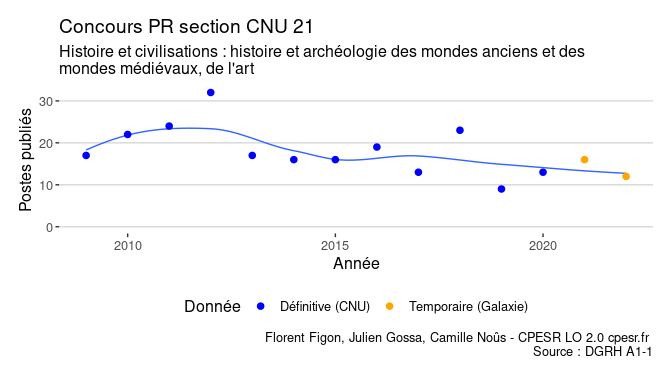 Concours PR section CNU 21
Histoire et civilisations : histoire et archéologie des mondes anciens et des
mondes médiévaux, de l'art
Postes publiés
30
20
10
0
2010 2015 2020
Année
Donnée Définitive (CNU) Temporaire (Galaxie)
Florent Figon, Julien Gossa, Camille Noûs - CPESR LO 2.0 cpesr.fr
Source : DGRH A1-1